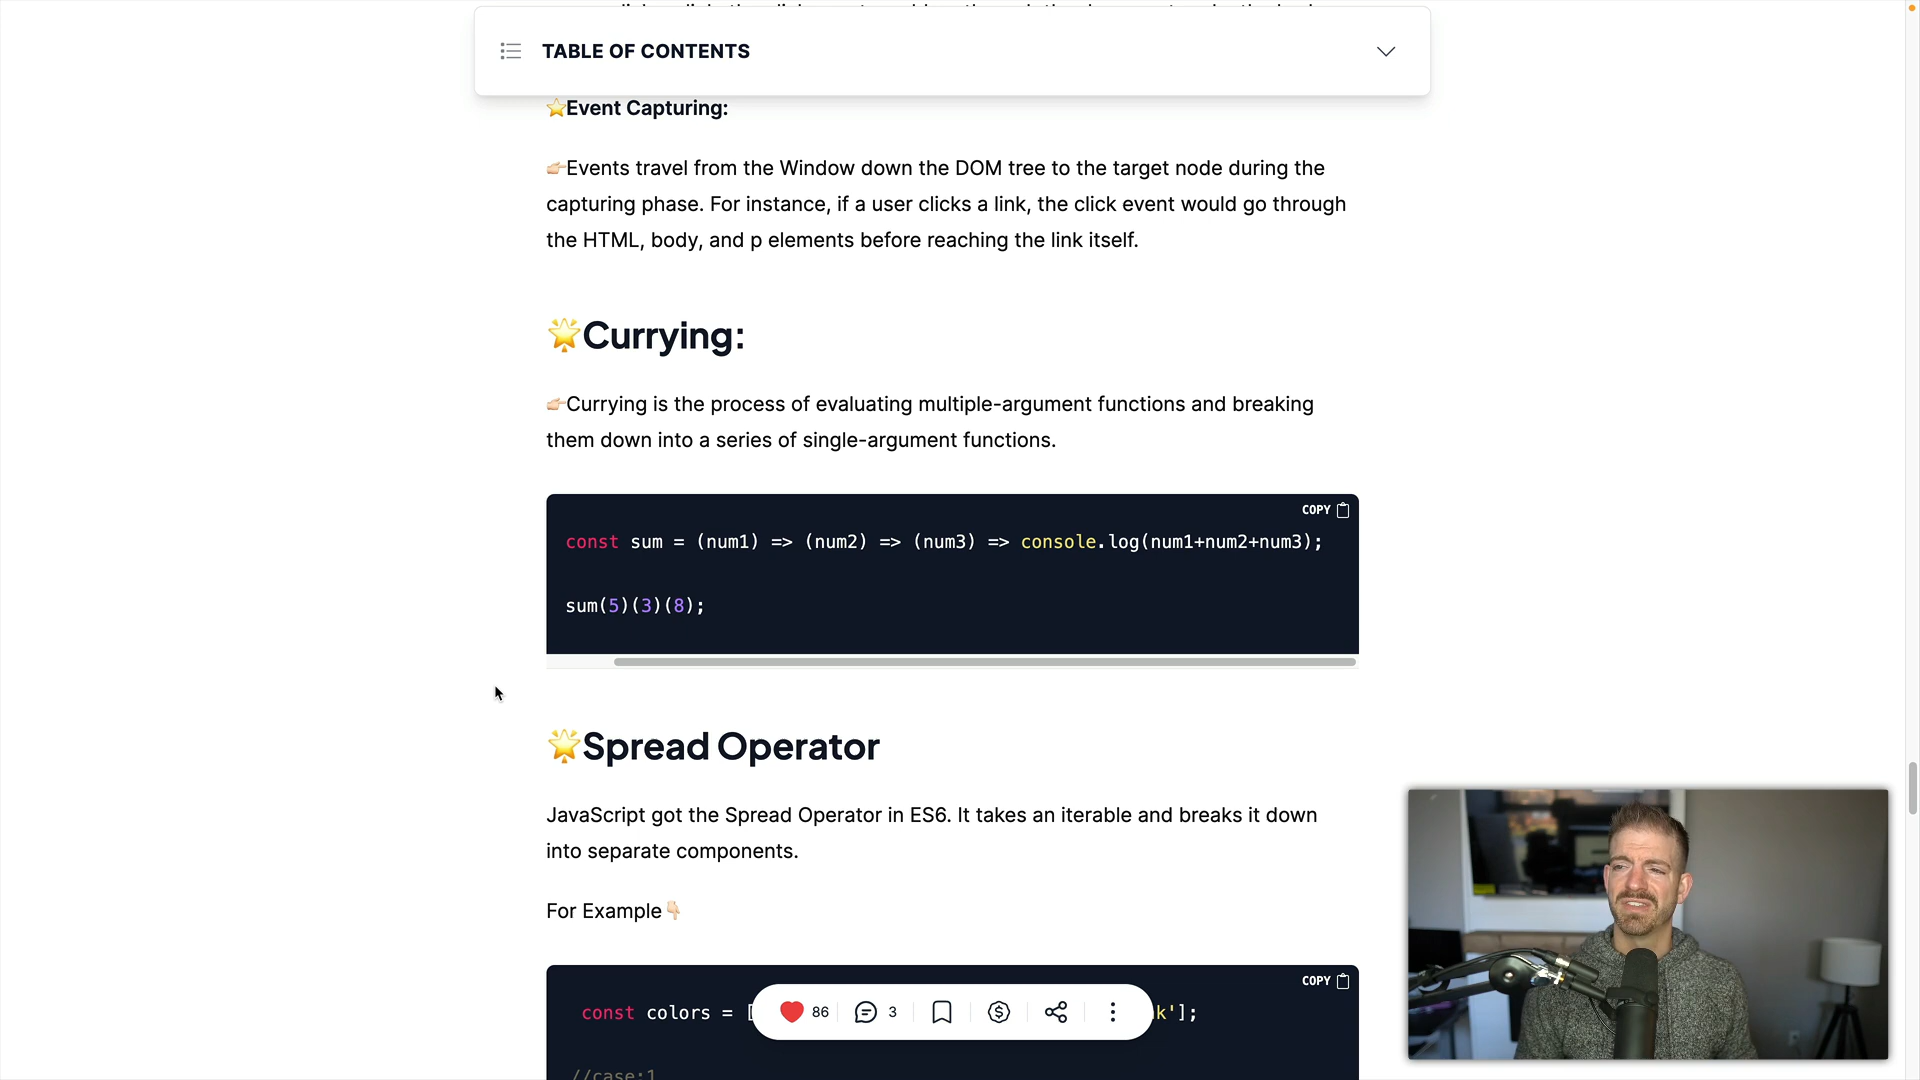 TABLE OF CONTENTS
⭐Event Capturing:
👉🏻Events travel from the Window down the DOM tree to the target node during the
capturing phase. For instance, if a user clicks a link, the click event would go through
the HTML, body, and p elements before reaching the link itself.
🌟Currying:
👉🏻Currying is the process of evaluating multiple-argument functions and breaking
them down into a series of single-argument functions.
COPY
const sum = (num1) => (num2) => (num3) => console.log(num1+num2+num3);
sum(5)(3)(8);
🌟Spread Operator
JavaScript got the Spread Operator in ES6. It takes an iterable and breaks it down
into separate components.
For Example👇🏻
COPY
const colors = [
k'];
86
3
//case:1